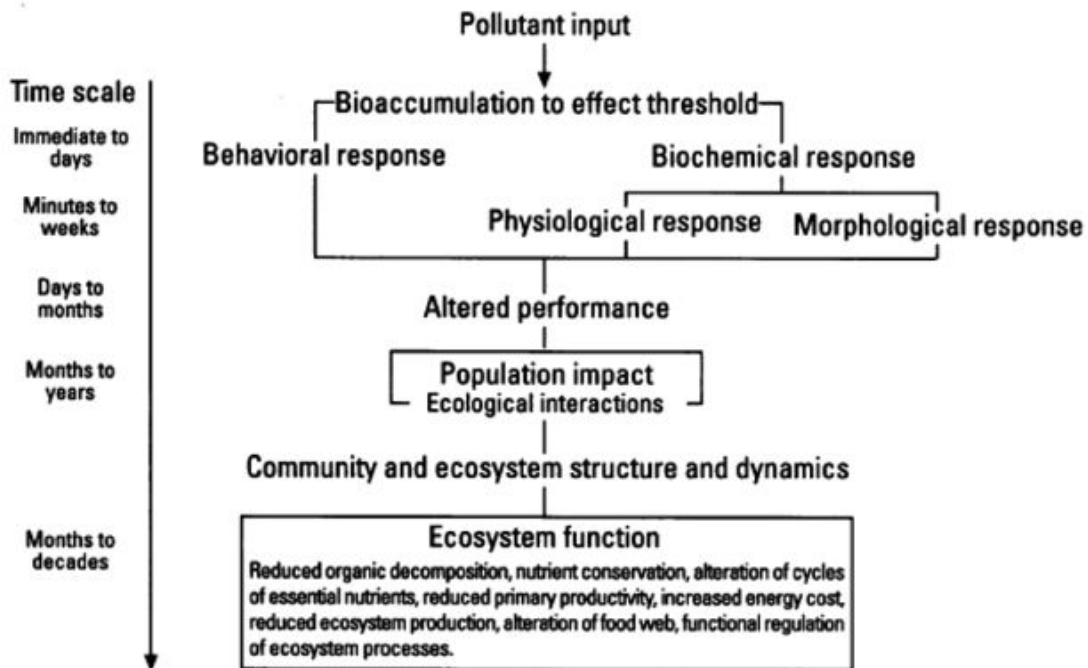 Pollutant input
Time scale
Bioaccumulation to effect threshold
Immediate to
days
Behavioral response
Biochemical response
Minutes to
weeks
Physiological response
Morphological response
Days to
months
Altered performance
Months to
years
Population impact
Ecological interactions
Community and ecosystem structure and dynamics
Months to
decades
Ecosystem function
Reduced organic decomposition, nutrient conservation, alteration of cycles
of essential nutrients, reduced primary productivity, increased energy cost,
reduced ecosystem production, alteration of food web, functional regulation
of ecosystem processes.